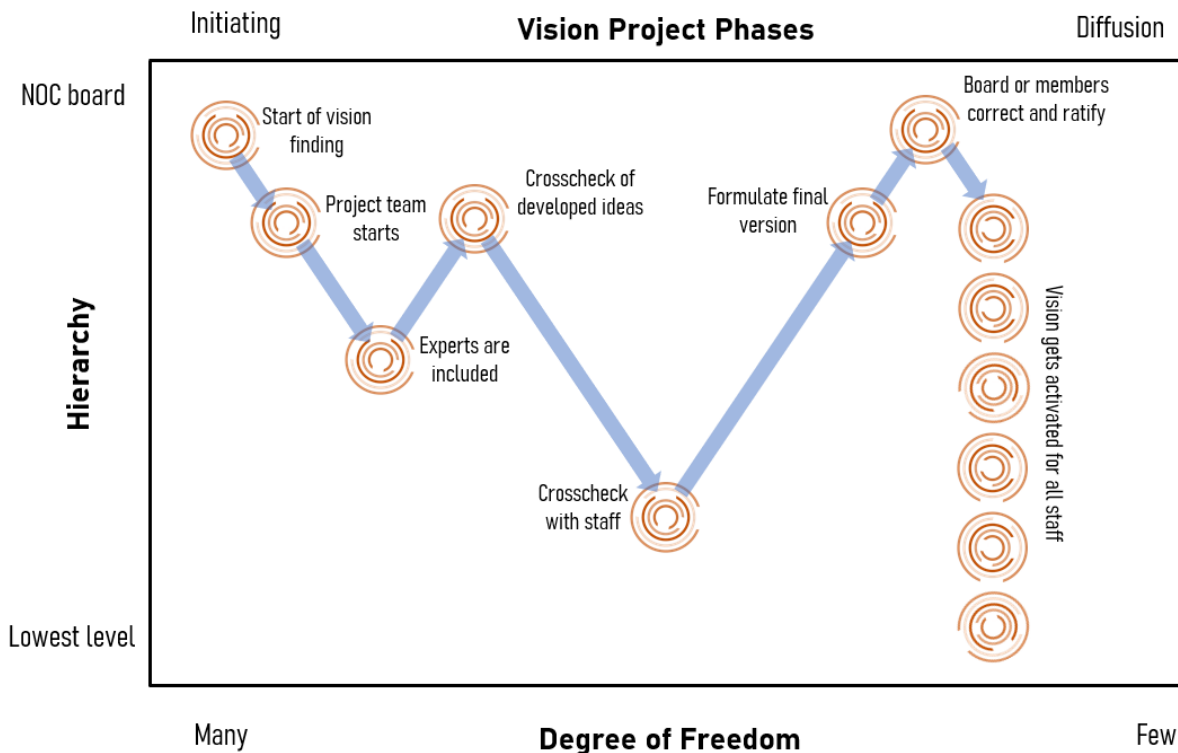 Initiating
Vision Project Phases
Diffusion
NOC board
Start of vision
finding
Board or members
correct and ratify
Project team
starts
Crosscheck of
developed ideas
Formulate final
version
Hierarchy
Experts are
included
Vision gets activated for all staff
Crosscheck
with staff
Lowest level
Many
Degree of Freedom
Few